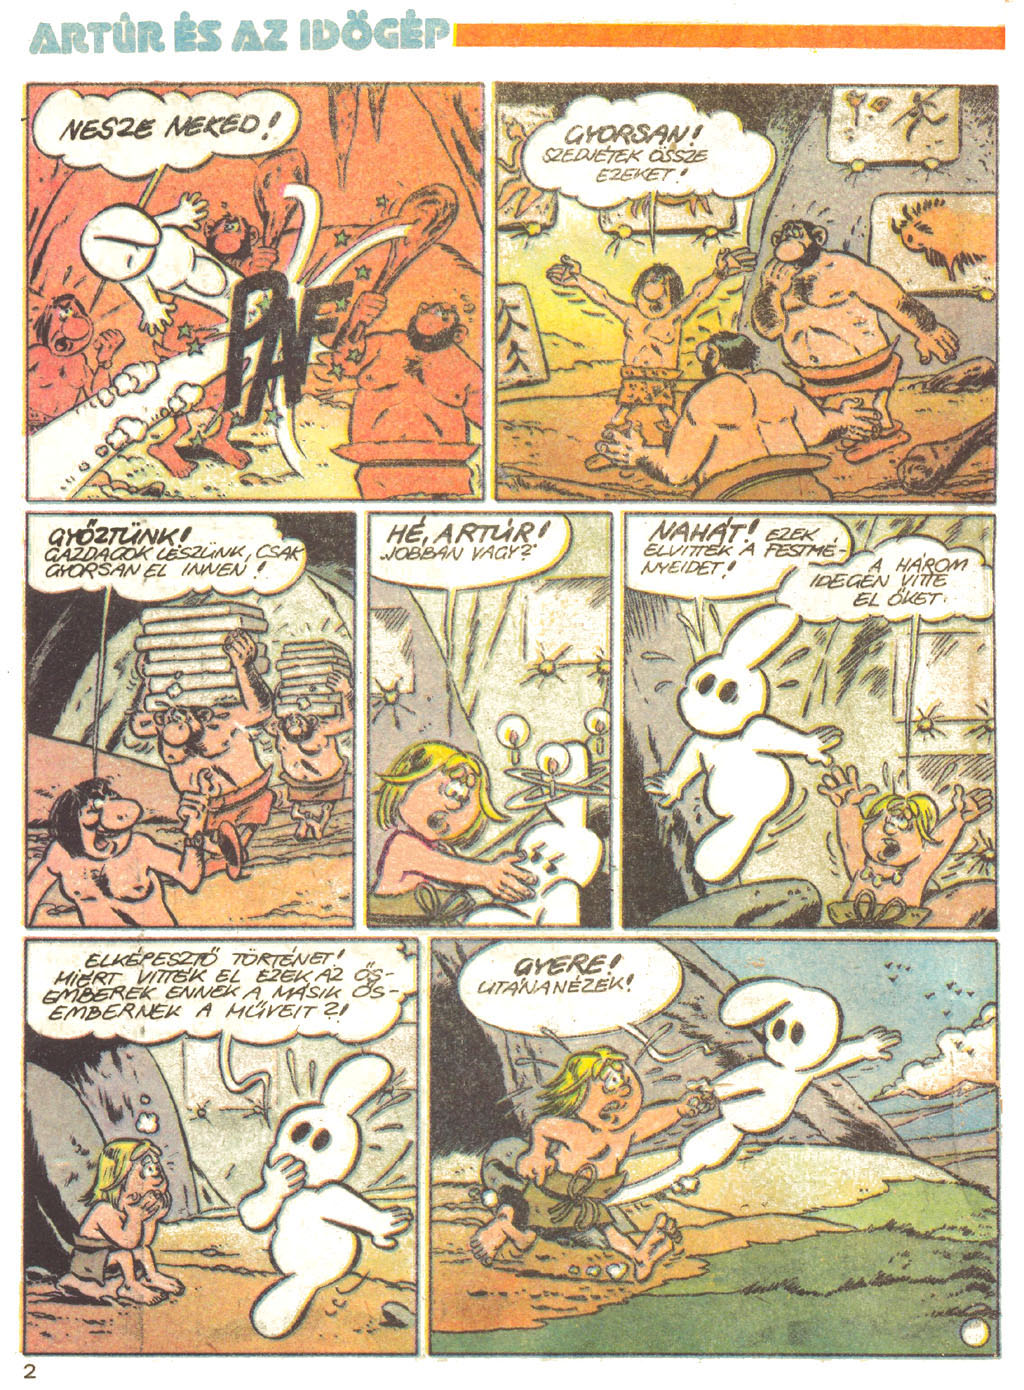 ARTÚR ÉS AZ IDŐGÉP
NESZE NEKED!
PAF
GYORSAN!
SZEDJÉTEK ÖSSZE
EZEKET!
GYŐZTÜNK!
GAZDAGOK LESZÜNK, CSAK
GYORSAN EL INNEN!
HÉ, ARTÚR!
JOBBAN VAGY?
NAHÁT! EZEK
ELVITTÉK A FESTMÉ-
NYEIDET!
A HÁROM
IDEGEN VITTE
EL ŐKET.
ELKÉPESZTŐ TÖRTÉNET!
MIÉRT VITTÉK EL EZEK AZ ŐS-
EMBEREK ENNEK A MÁSIK ŐS-
EMBERNEK A MŰVEIT?!
GYERE!
UTÁNANÉZEK!
2